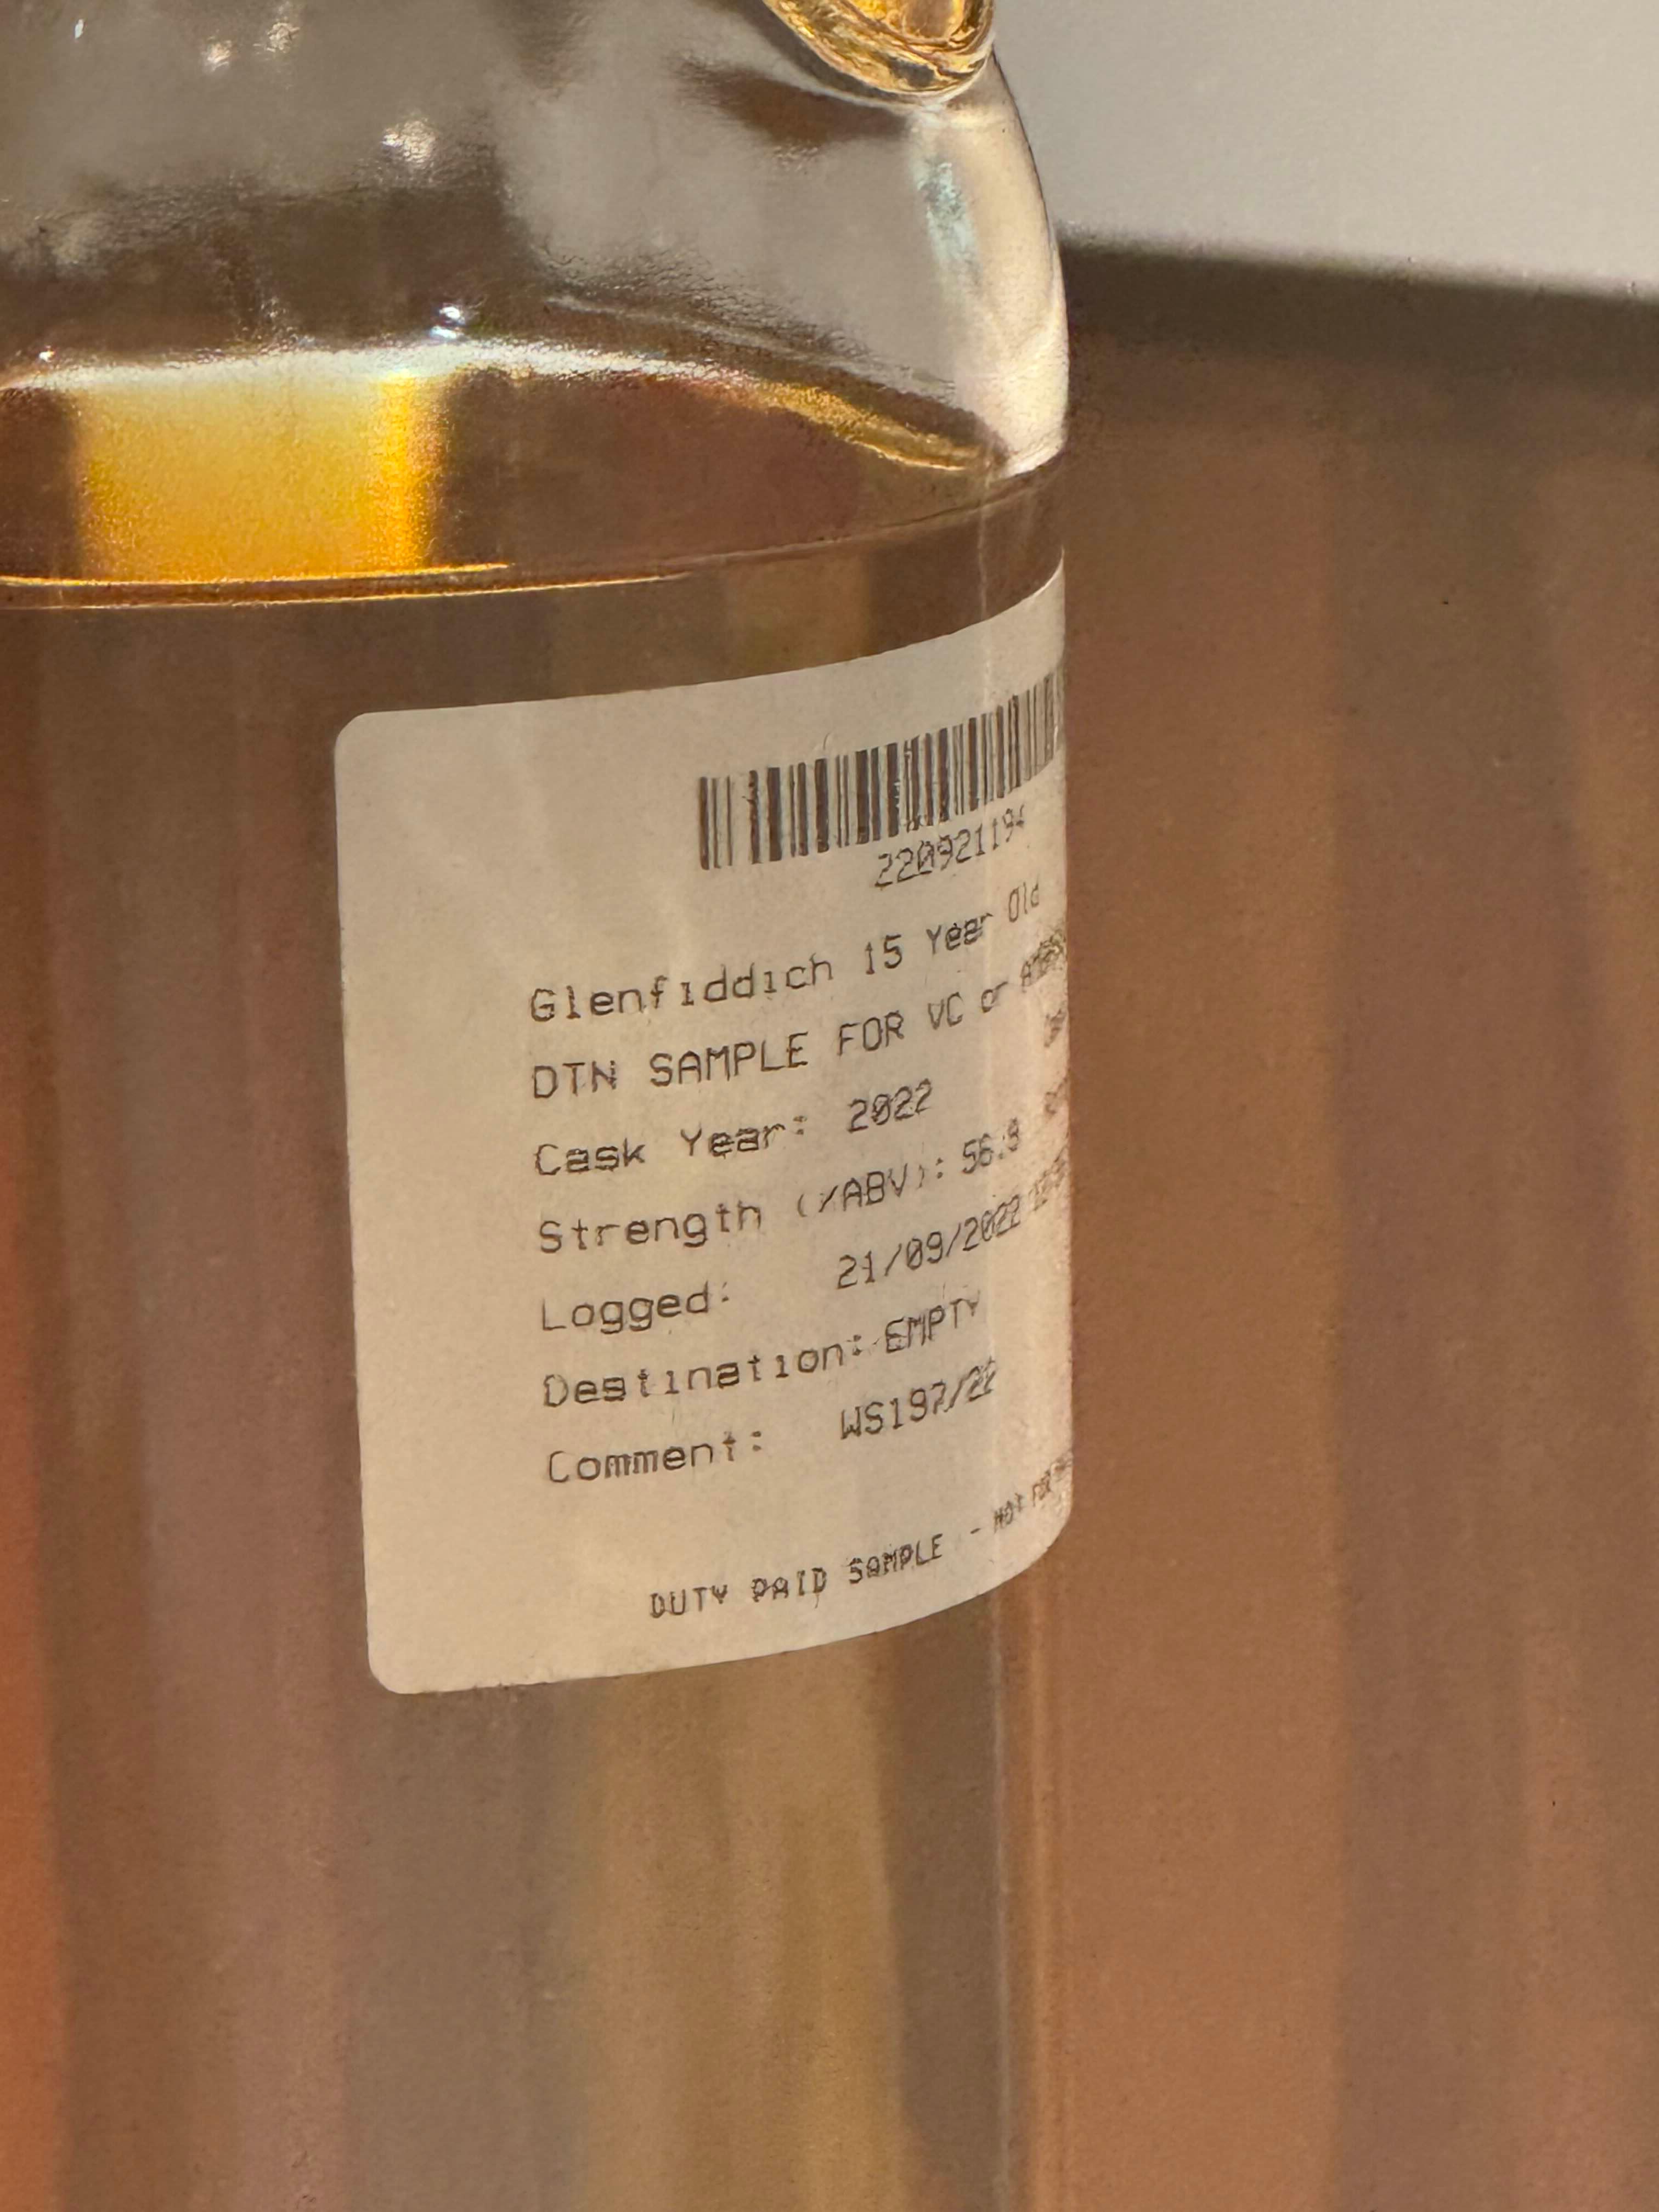 220921194
Glenfiddich 15 Year Old
DTN SAMPLE FOR VC or
Cask Year: 2022
Strength (%ABV): 56.9
Logged: 21/09/2022
Destination: EMPTY
Comment: WS197/22
DUTY PAID SAMPLE - NOT FOR